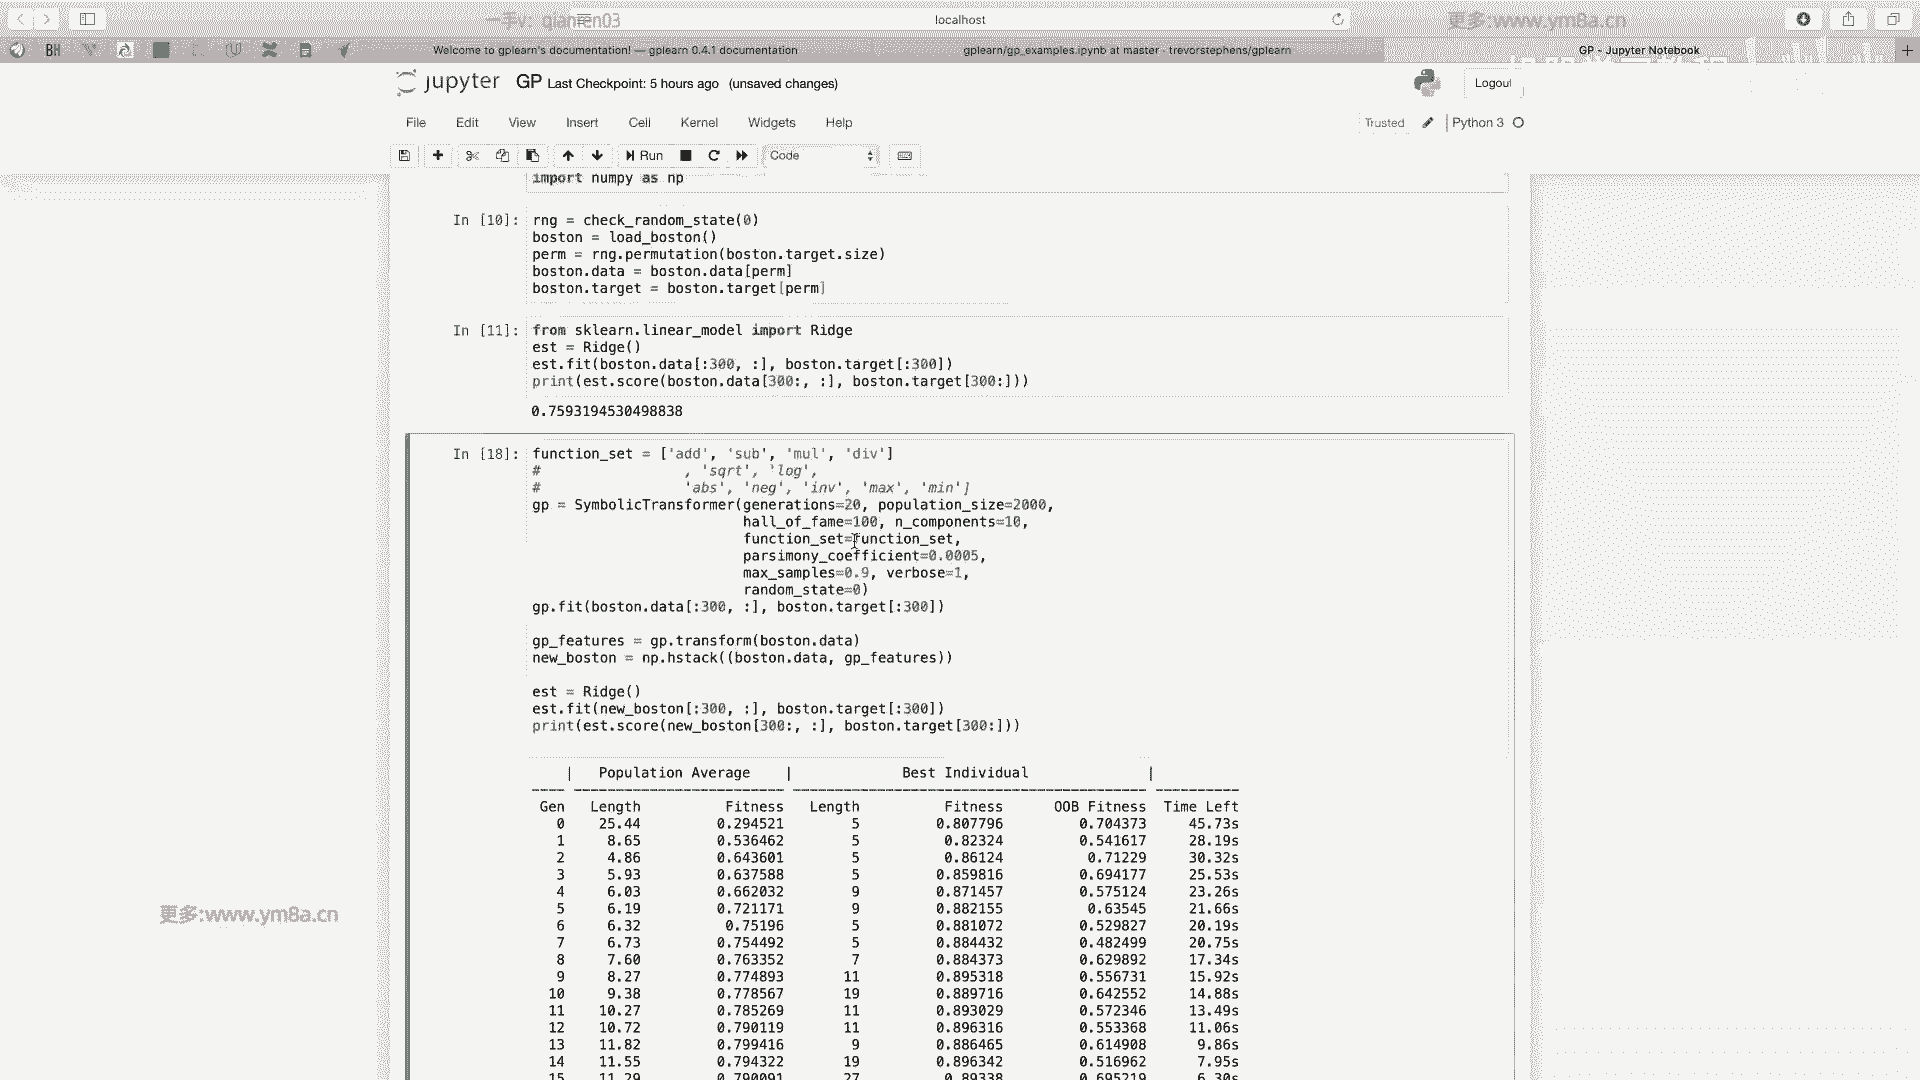 一手v：qianren03
localhost
更多:www.ym8a.cn
BH
Welcome to gplearn's documentation! — gplearn 0.4.1 documentation
gplearn/gp_examples.ipynb at master · trevorstephens/gplearn
GP - Jupyter Notebook
jupyter GP Last Checkpoint: 5 hours ago (unsaved changes)
Logout
File Edit View Insert Cell Kernel Widgets Help
Trusted Python 3
Run Code
import numpy as np
In [10]: rng = check_random_state(0)
boston = load_boston()
perm = rng.permutation(boston.target.size)
boston.data = boston.data[perm]
boston.target = boston.target[perm]
In [11]: from sklearn.linear_model import Ridge
est = Ridge()
est.fit(boston.data[:300, :], boston.target[:300])
print(est.score(boston.data[300:, :], boston.target[300:]))
0.7593194530498838
In [18]: function_set = ['add', 'sub', 'mul', 'div']
# , 'sqrt', 'log',
# 'abs', 'neg', 'inv', 'max', 'min']
gp = SymbolicTransformer(generations=20, population_size=2000,
hall_of_fame=100, n_components=10,
function_set=function_set,
parsimony_coefficient=0.0005,
max_samples=0.9, verbose=1,
random_state=0)
gp.fit(boston.data[:300, :], boston.target[:300])
gp_features = gp.transform(boston.data)
new_boston = np.hstack((boston.data, gp_features))
est = Ridge()
est.fit(new_boston[:300, :], boston.target[:300])
print(est.score(new_boston[300:, :], boston.target[300:]))
| Population Average | Best Individual |
---- ------------------------- ------------------------------------------ ----------
Gen Length Fitness Length Fitness OOB Fitness Time Left
0 25.44 0.294521 5 0.807796 0.704373 45.73s
1 8.65 0.536462 5 0.82324 0.541617 28.19s
2 4.86 0.643601 5 0.86124 0.71229 30.32s
3 5.93 0.637588 5 0.859816 0.694177 25.53s
4 6.03 0.662032 9 0.871457 0.575124 23.26s
5 6.19 0.721171 9 0.882155 0.63545 21.66s
6 6.32 0.75196 5 0.881072 0.529827 20.19s
7 6.73 0.754492 5 0.884432 0.482499 20.75s
8 7.60 0.763352 7 0.884373 0.629892 17.34s
9 8.27 0.774893 11 0.895318 0.556731 15.92s
10 9.38 0.778567 19 0.889716 0.642552 14.88s
11 10.27 0.785269 11 0.893029 0.572346 13.49s
12 10.72 0.790119 11 0.896316 0.553368 11.06s
13 11.82 0.799416 9 0.886465 0.614908 9.86s
14 11.55 0.794322 19 0.896342 0.516962 7.95s
15 11.29 0.790091 27 0.89338 0.695219 6.30s
更多:www.ym8a.cn